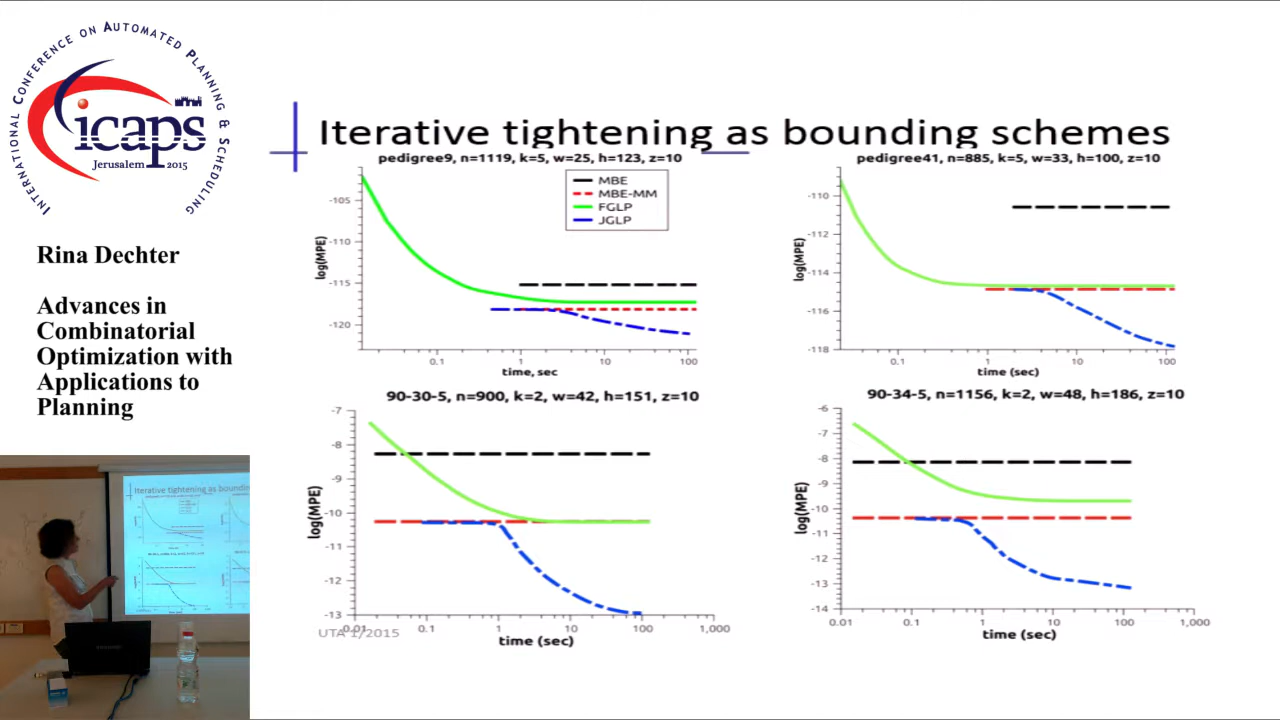 INTERNATIONAL CONFERENCE ON AUTOMATED PLANNING & SCHEDULING
icaps
Jerusalem 2015
Rina Dechter
Advances in
Combinatorial
Optimization with
Applications to
Planning
Iterative tightening as bounding schemes
pedigree9, n=1119, k=5, w=25, h=123, z=10
MBE
MBE-MM
FGLP
JGLP
log(MPE)
-105
-110
-115
-120
0.1
1
10
100
time, sec
pedigree41, n=885, k=5, w=33, h=100, z=10
log(MPE)
-110
-112
-114
-116
-118
0.1
1
10
100
time (sec)
90-30-5, n=900, k=2, w=42, h=151, z=10
log(MPE)
-7
-8
-9
-10
-11
-12
-13
0.01
0.1
1
10
100
1,000
time (sec)
UTA 1/2015
90-34-5, n=1156, k=2, w=48, h=186, z=10
log(MPE)
-6
-7
-8
-9
-10
-11
-12
-13
-14
0.01
0.1
1
10
100
1,000
time (sec)
Iterative tightening as boundin